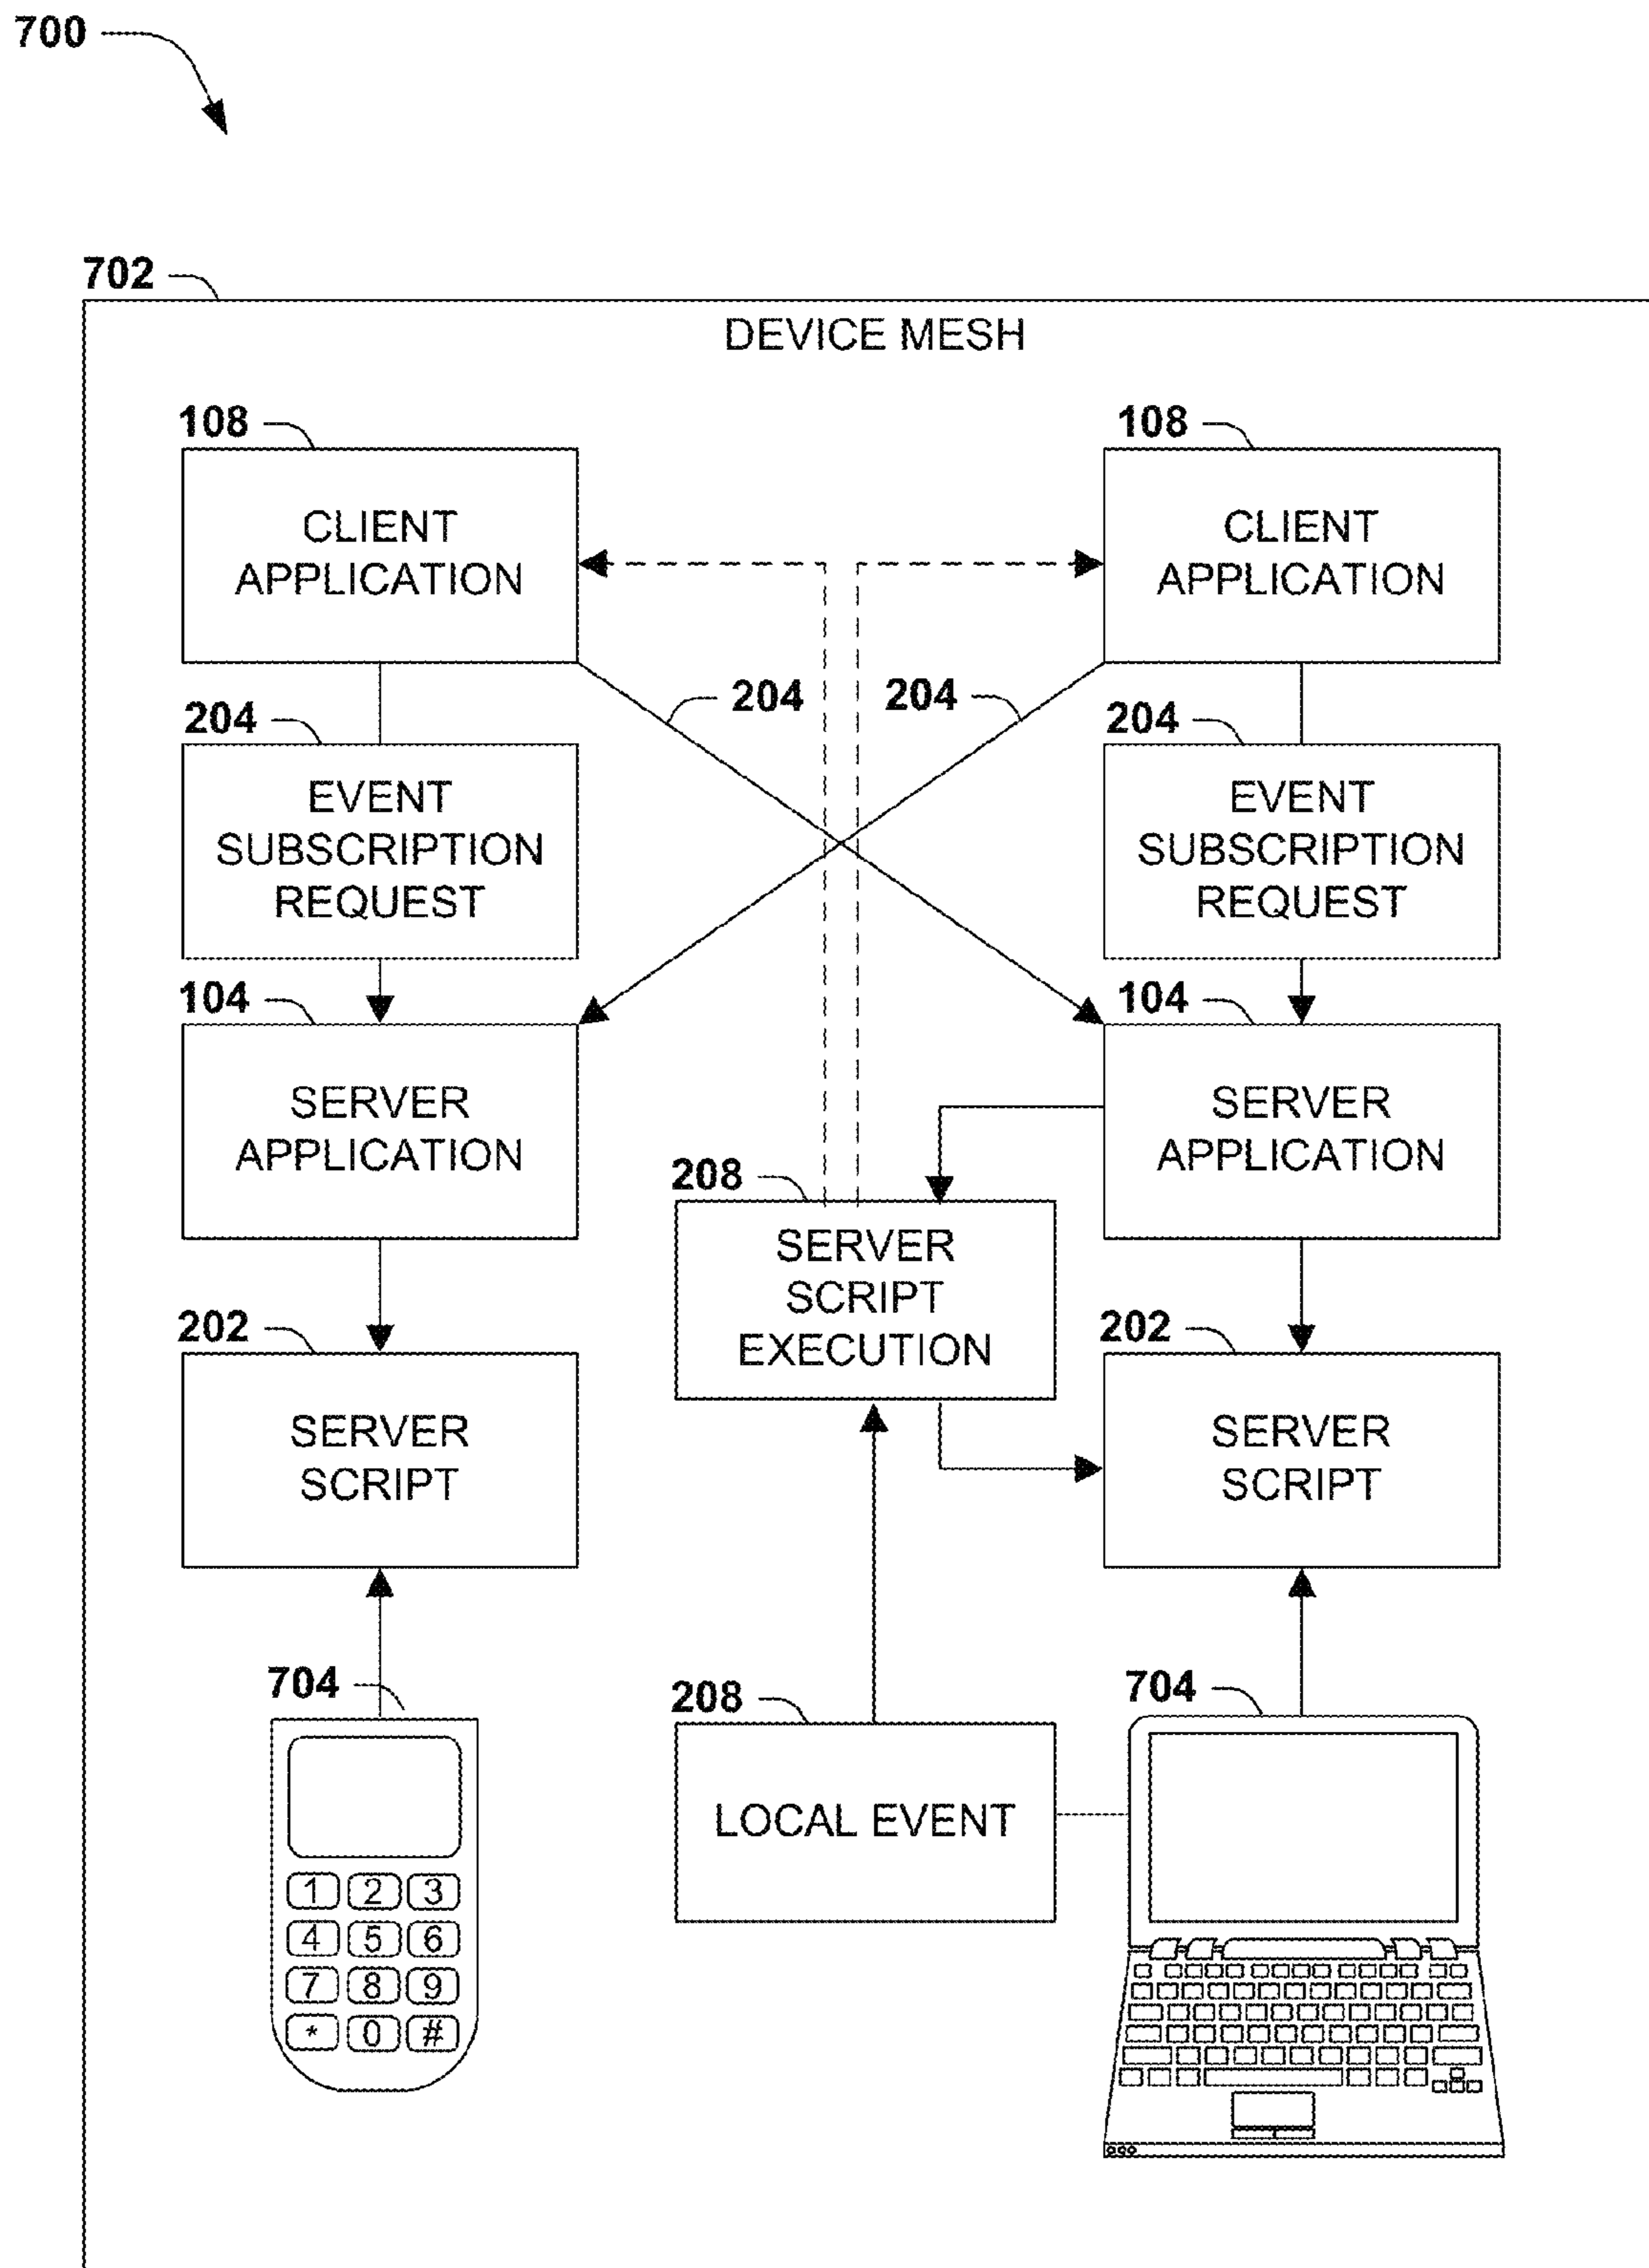 700
702
DEVICE MESH
108
108
CLIENT
APPLICATION
CLIENT
APPLICATION
204
204
204
204
EVENT
SUBSCRIPTION
REQUEST
EVENT
SUBSCRIPTION
REQUEST
104
104
SERVER
APPLICATION
SERVER
APPLICATION
208
SERVER
SCRIPT
EXECUTION
202
202
SERVER
SCRIPT
SERVER
SCRIPT
704
208
704
LOCAL EVENT
1 2 3
4 5 6
7 8 9
* 0 #